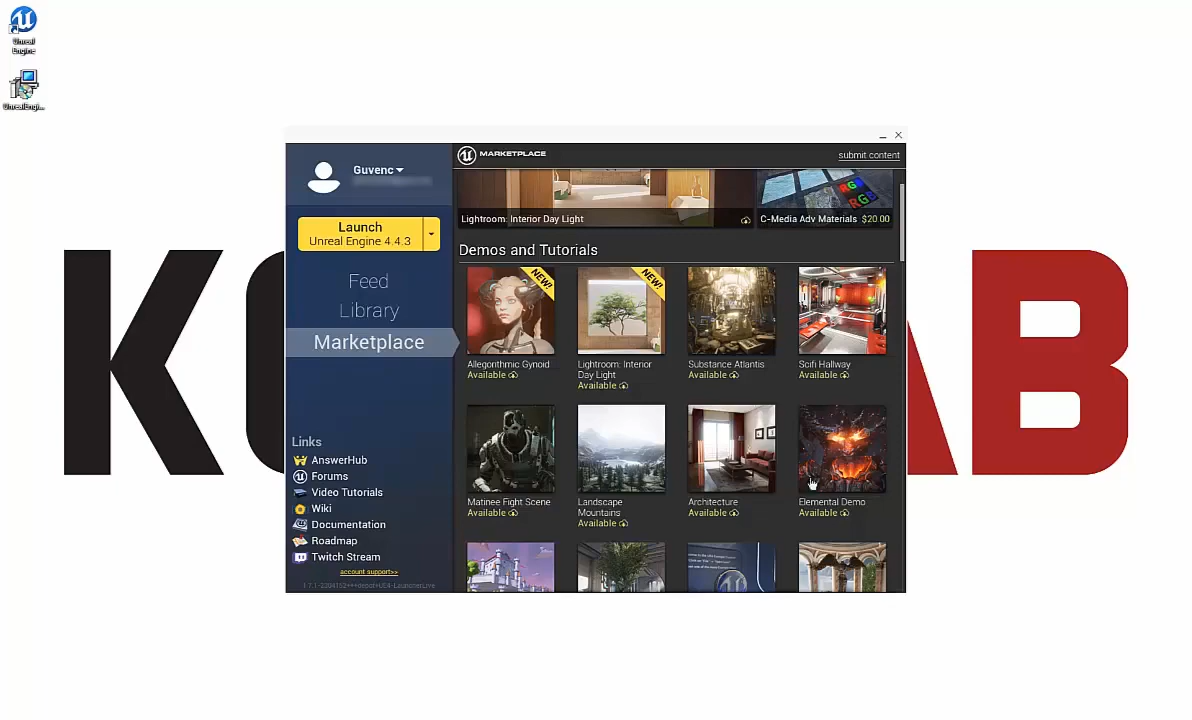 Unreal
Engine
UnrealEngi...
Guvenc
Launch
Unreal Engine 4.4.3
Feed
Library
Marketplace
Links
AnswerHub
Forums
Video Tutorials
Wiki
Documentation
Roadmap
Twitch Stream
account support>>
MARKETPLACE
submit content
Lightroom: Interior Day Light
C-Media Adv Materials $20.00
RGB
RGB
Demos and Tutorials
NEW!
NEW!
Allegorithmic Gynoid
Available
Lightroom: Interior
Day Light
Available
Substance Atlantis
Available
Scifi Hallway
Available
Matinee Fight Scene
Available
Landscape
Mountains
Available
Architecture
Available
Elemental Demo
Available
K
AB